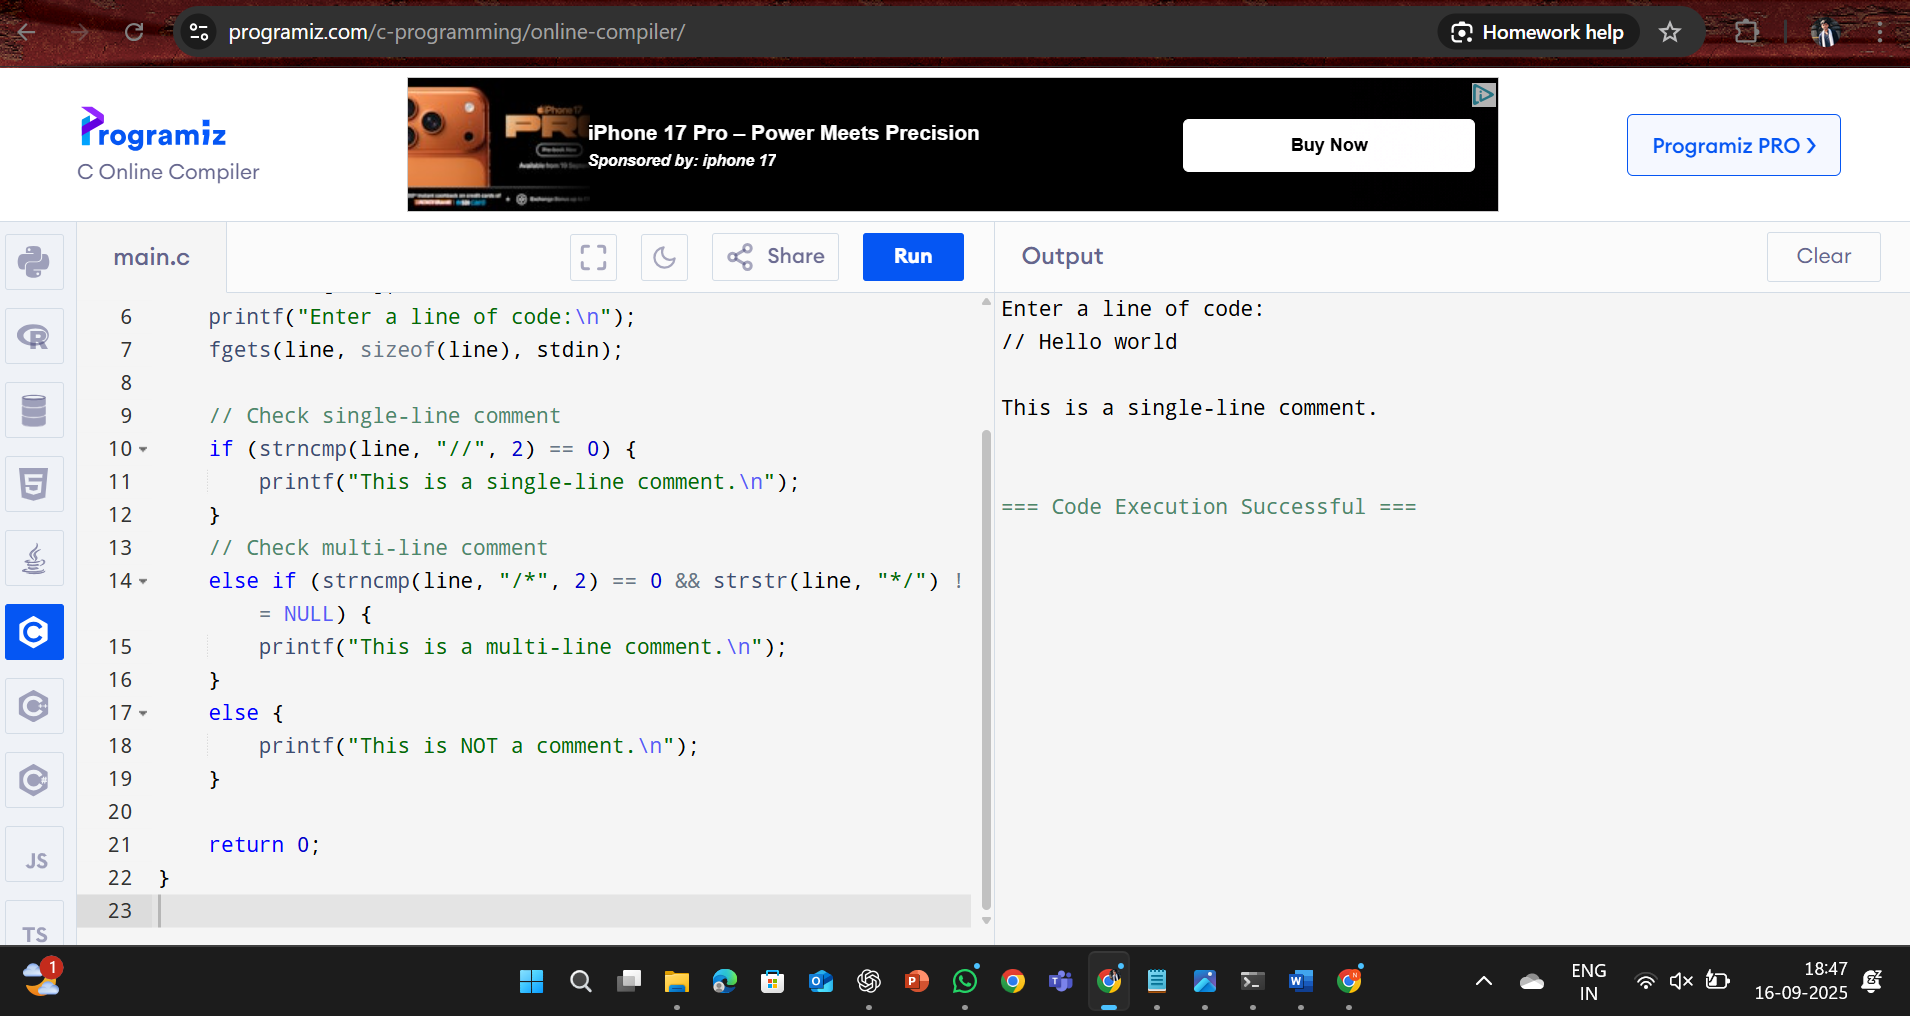 programiz.com/c-programming/online-compiler/
Homework help
Programiz
C Online Compiler
iPhone 17
PRO
iPhone 17 Pro – Power Meets Precision
Sponsored by: iphone 17
Buy Now
Programiz PRO ❯
main.c
Share
Run
Output
Clear
6 printf("Enter a line of code:\n");
7 fgets(line, sizeof(line), stdin);
8
9 // Check single-line comment
10 if (strncmp(line, "//", 2) == 0) {
11 printf("This is a single-line comment.\n");
12 }
13 // Check multi-line comment
14 else if (strncmp(line, "/*", 2) == 0 && strstr(line, "*/") !
= NULL) {
15 printf("This is a multi-line comment.\n");
16 }
17 else {
18 printf("This is NOT a comment.\n");
19 }
20
21 return 0;
22 }
23
Enter a line of code:
// Hello world
This is a single-line comment.
=== Code Execution Successful ===
JS
TS
1
ENG
IN
18:47
16-09-2025